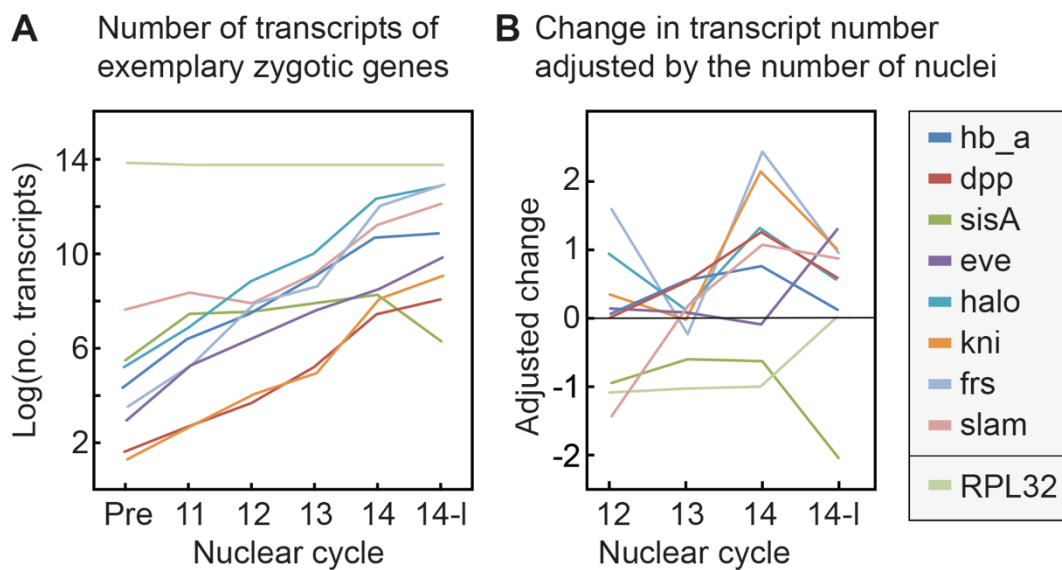 A Number of transcripts of
exemplary zygotic genes
Log(no. transcripts)
14
10
6
2
Pre 11 12 13 14 14-l
Nuclear cycle
B Change in transcript number
adjusted by the number of nuclei
Adjusted change
2
1
0
-1
-2
12 13 14 14-l
Nuclear cycle
hb_a
dpp
sisA
eve
halo
kni
frs
slam
RPL32